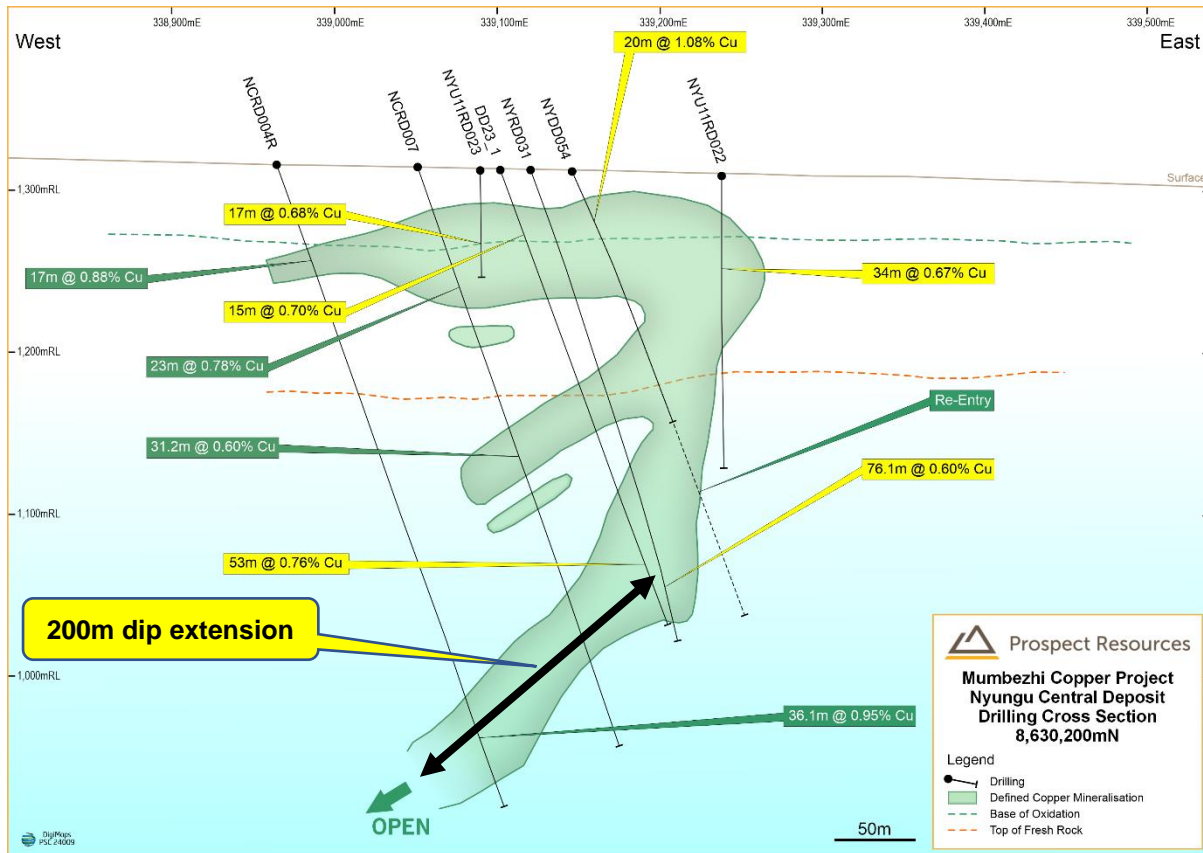 338,900mE
339,000mE
339,100mE
339,200mE
339,300mE
339,400mE
339,500mE
West
East
20m @ 1.08% Cu
NCRD004R
NCRD007
NYU11RD023
DD23_1
NYRD031
NYDD054
NYU11RD022
Surface
1,300mRL
17m @ 0.68% Cu
17m @ 0.88% Cu
34m @ 0.67% Cu
15m @ 0.70% Cu
1,200mRL
23m @ 0.78% Cu
Re-Entry
31.2m @ 0.60% Cu
76.1m @ 0.60% Cu
1,100mRL
53m @ 0.76% Cu
200m dip extension
1,000mRL
36.1m @ 0.95% Cu
OPEN
50m
Prospect Resources
Mumbezhi Copper Project
Nyungu Central Deposit
Drilling Cross Section
8,630,200mN
Legend
Drilling
Defined Copper Mineralisation
Base of Oxidation
Top of Fresh Rock
DigiMaps
PSC 24009